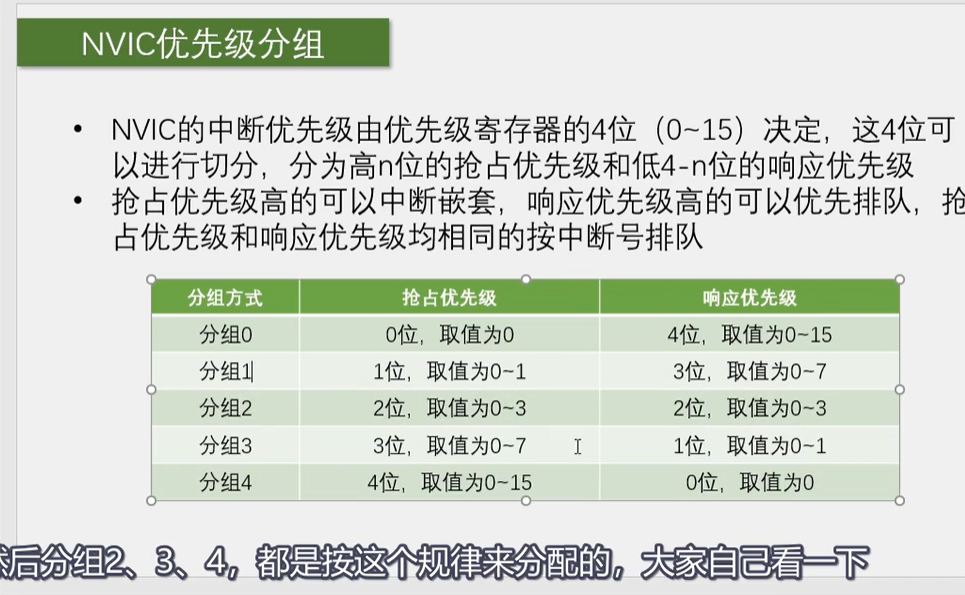 NVIC优先级分组
• NVIC的中断优先级由优先级寄存器的4位（0~15）决定，这4位可
以进行切分，分为高n位的抢占优先级和低4-n位的响应优先级
• 抢占优先级高的可以中断嵌套，响应优先级高的可以优先排队，抢
占优先级和响应优先级均相同的按中断号排队
分组方式 抢占优先级 响应优先级
分组0 0位，取值为0 4位，取值为0~15
分组1 1位，取值为0~1 3位，取值为0~7
分组2 2位，取值为0~3 2位，取值为0~3
分组3 3位，取值为0~7 1位，取值为0~1
分组4 4位，取值为0~15 0位，取值为0
然后分组2、3、4，都是按这个规律来分配的，大家自己看一下